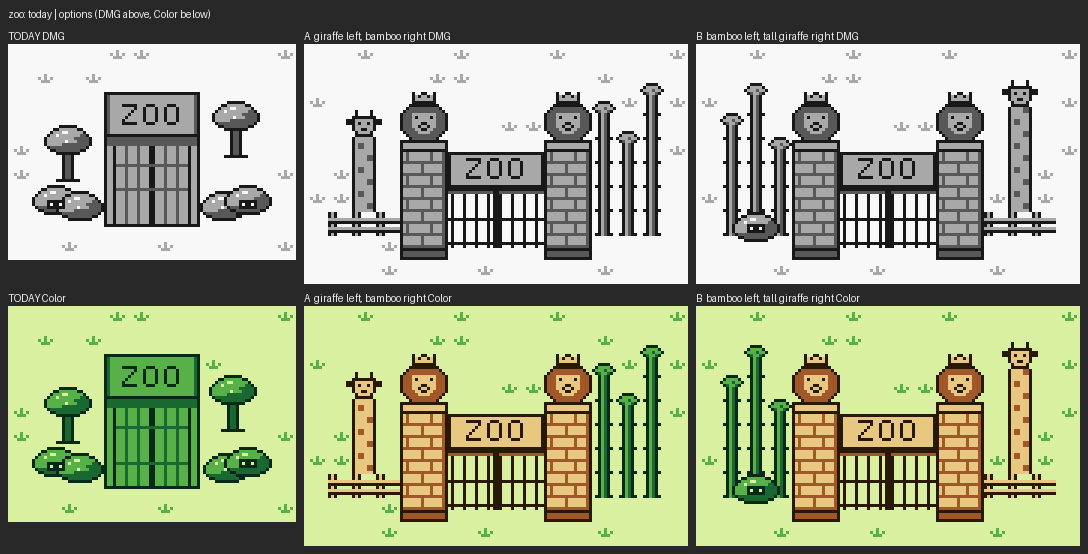 zoo: today | options (DMG above, Color below)
TODAY DMG
A giraffe left, bamboo right DMG
B bamboo left, tall giraffe right DMG
ZOO
ZOO
ZOO
TODAY Color
A giraffe left, bamboo right Color
B bamboo left, tall giraffe right Color
ZOO
ZOO
ZOO